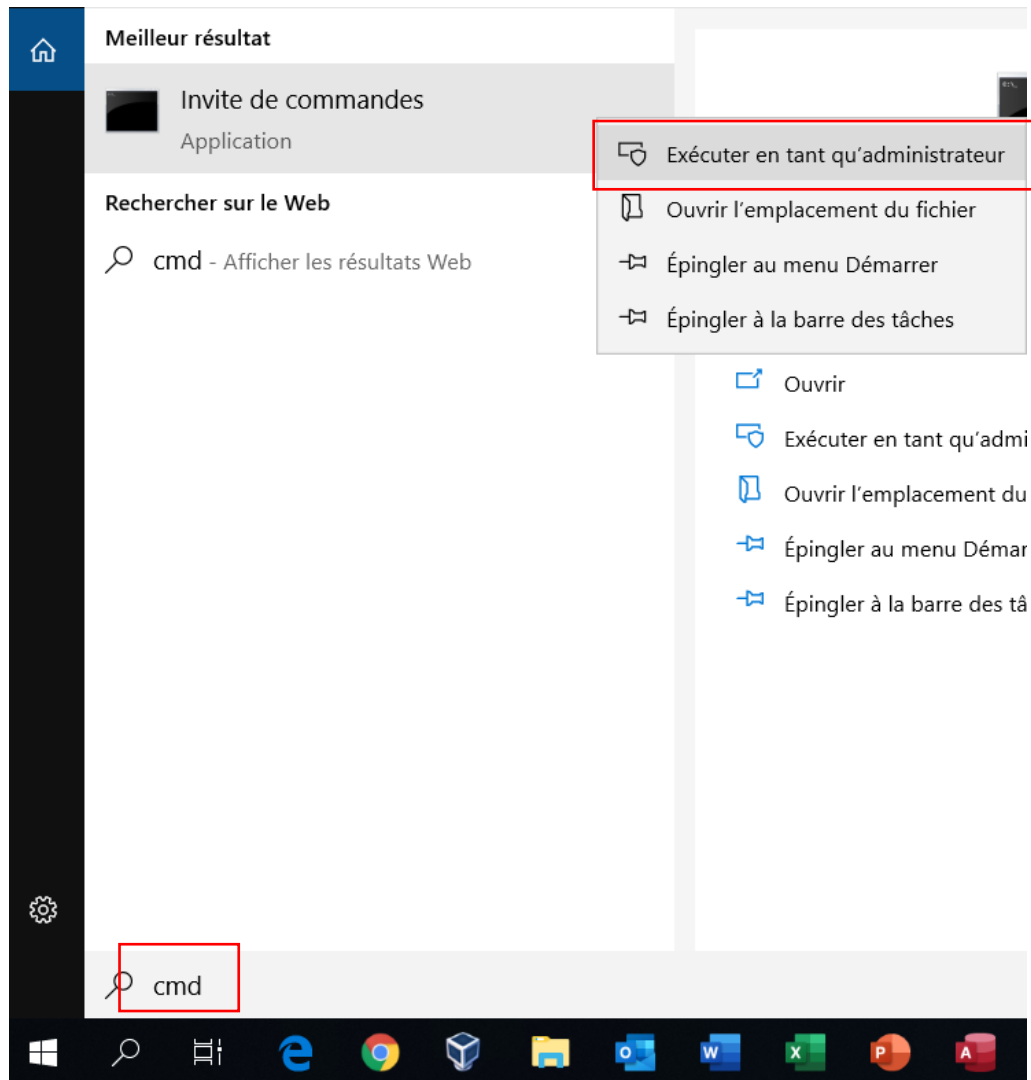 Meilleur résultat
Invite de commandes
Application
Rechercher sur le Web
cmd - Afficher les résultats Web
Exécuter en tant qu'administrateur
Ouvrir l'emplacement du fichier
Épingler au menu Démarrer
Épingler à la barre des tâches
Ouvrir
Exécuter en tant qu'admi
Ouvrir l'emplacement du
Épingler au menu Démar
Épingler à la barre des tâ
cmd